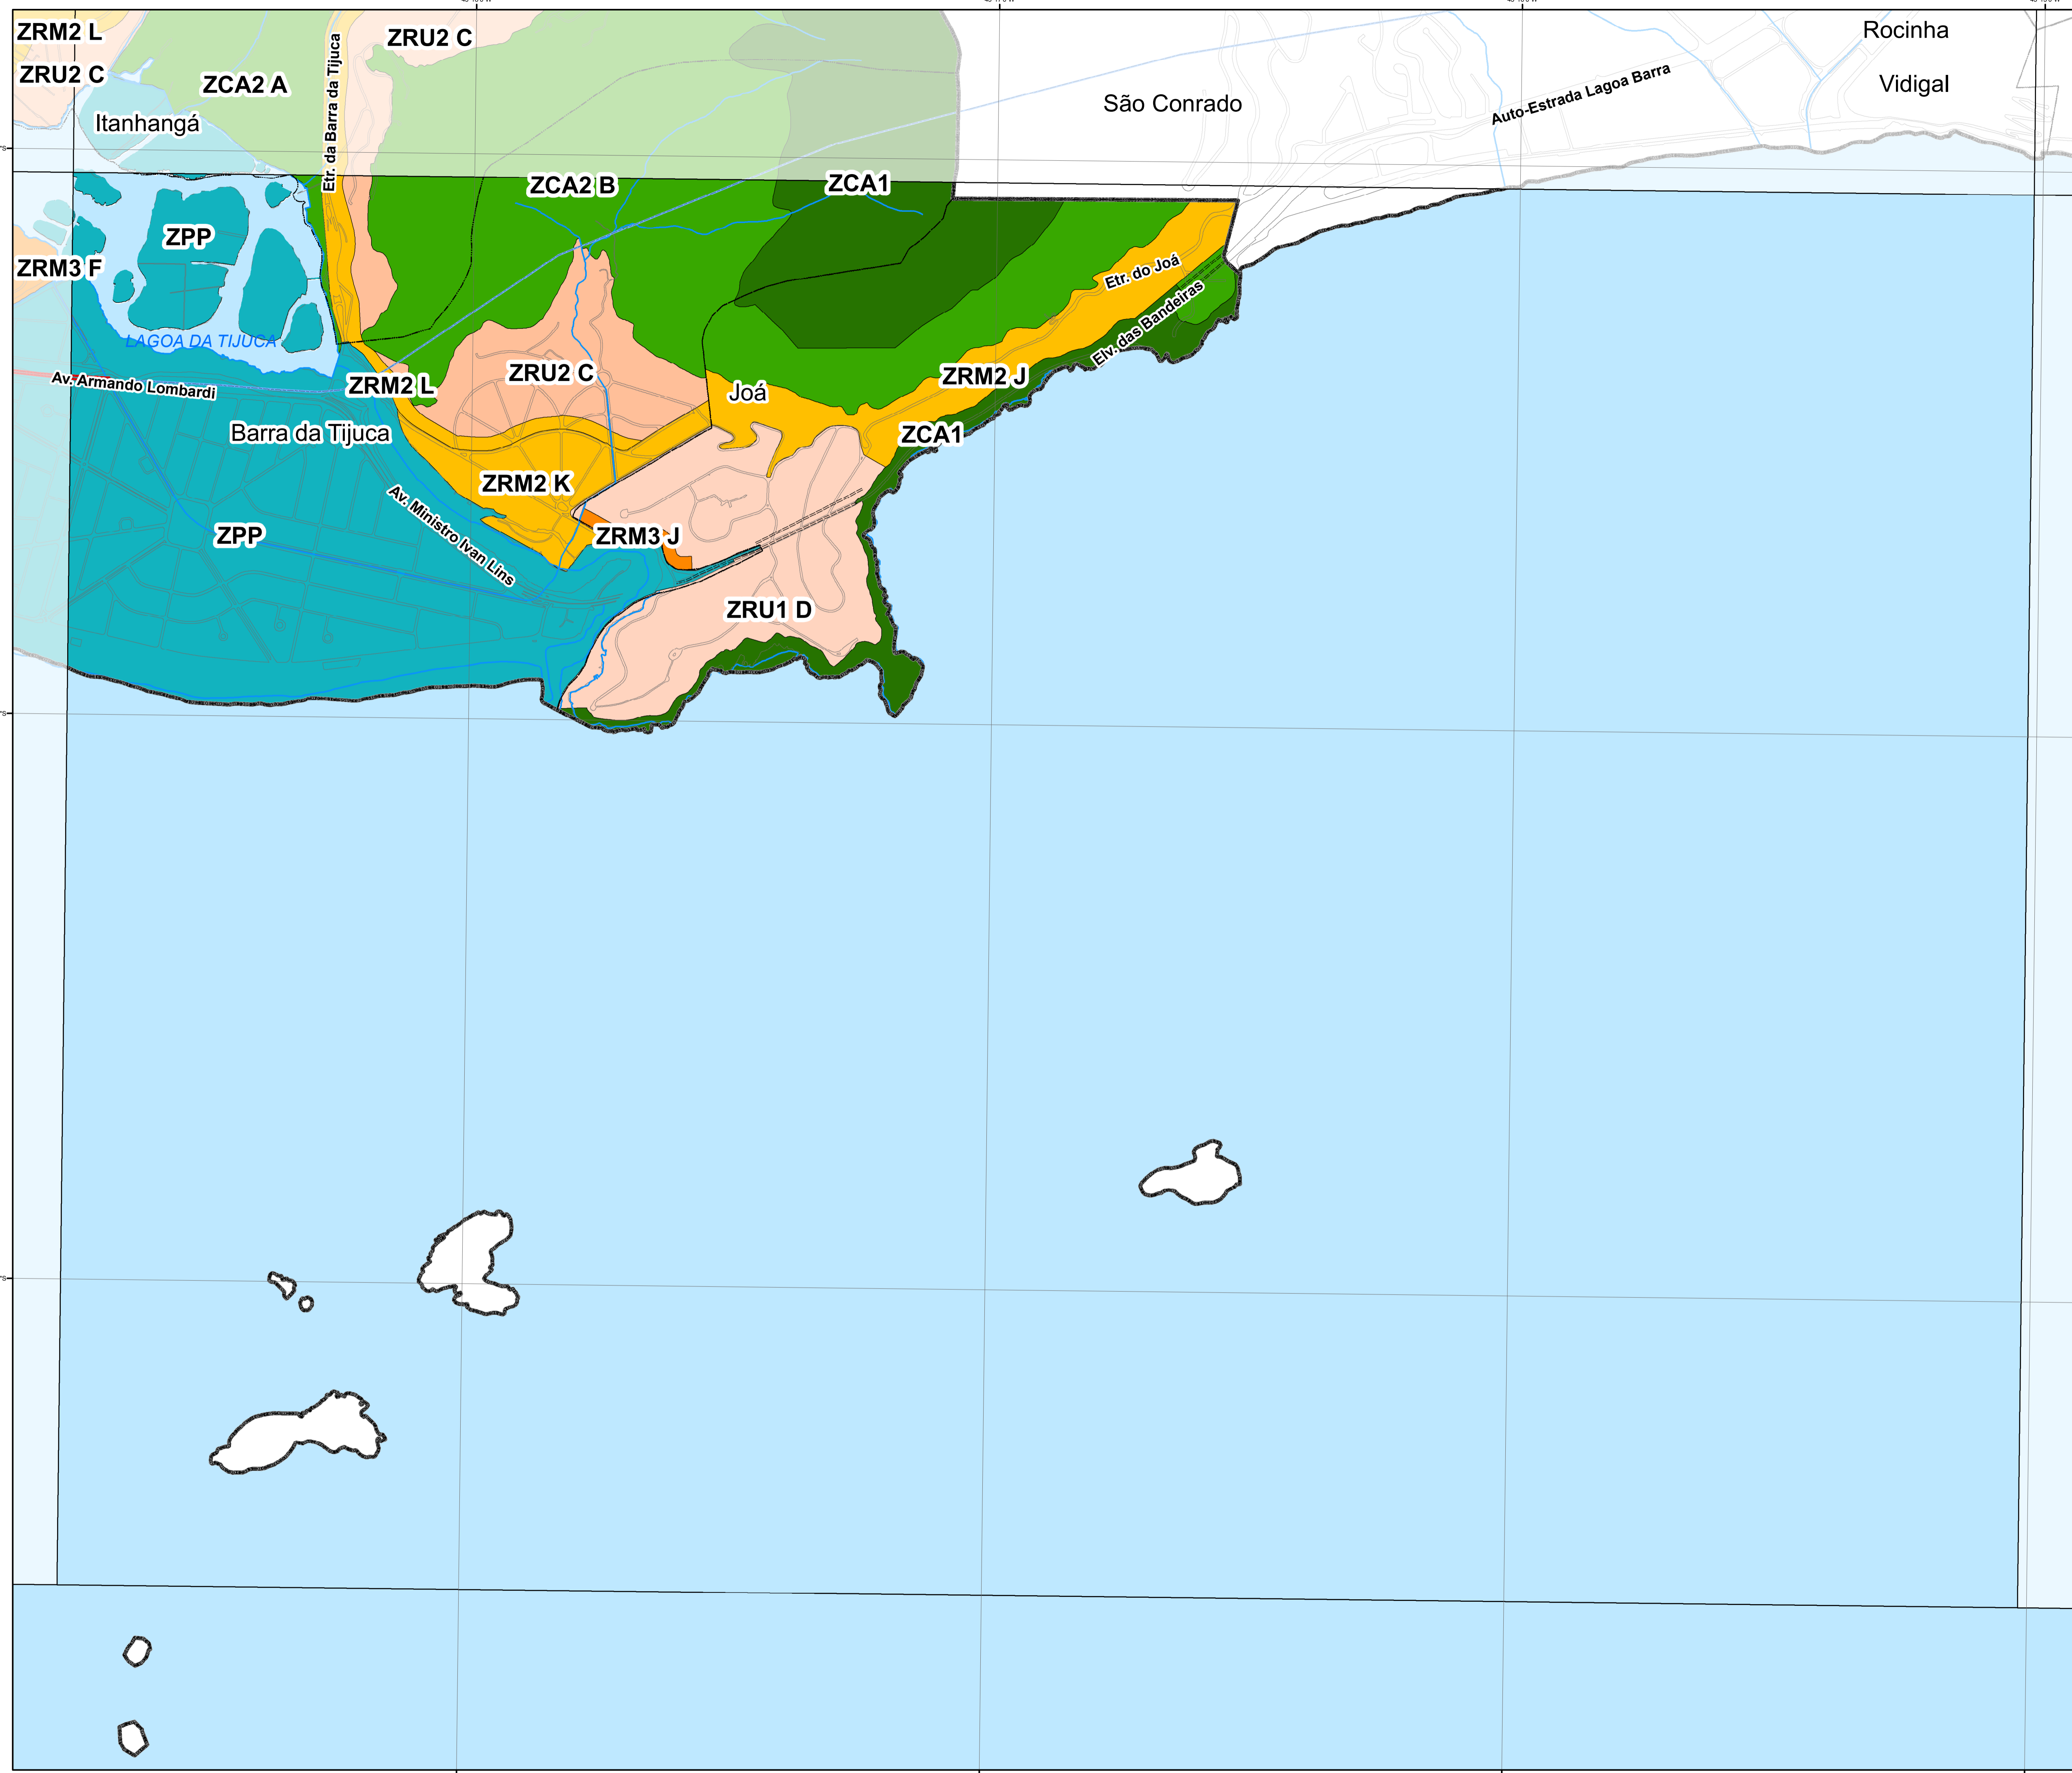 ZRM2 L
ZRU2 C
Rocinha
ZRU2 C
ZCA2 A
Etr. da Barra da Tijuca
Vidigal
Auto-Estrada Lagoa Barra
São Conrado
Itanhangá
ZCA2 B
ZCA1
ZPP
ZRM3 F
Etr. do Joá
Elv. das Bandeiras
LAGOA DA TIJUCA
Av. Armando Lombardi
ZRM2 L
ZRU2 C
Joá
ZRM2 J
Barra da Tijuca
ZCA1
ZRM2 K
Av. Ministro Ivan Lins
ZPP
ZRM3 J
ZRU1 D